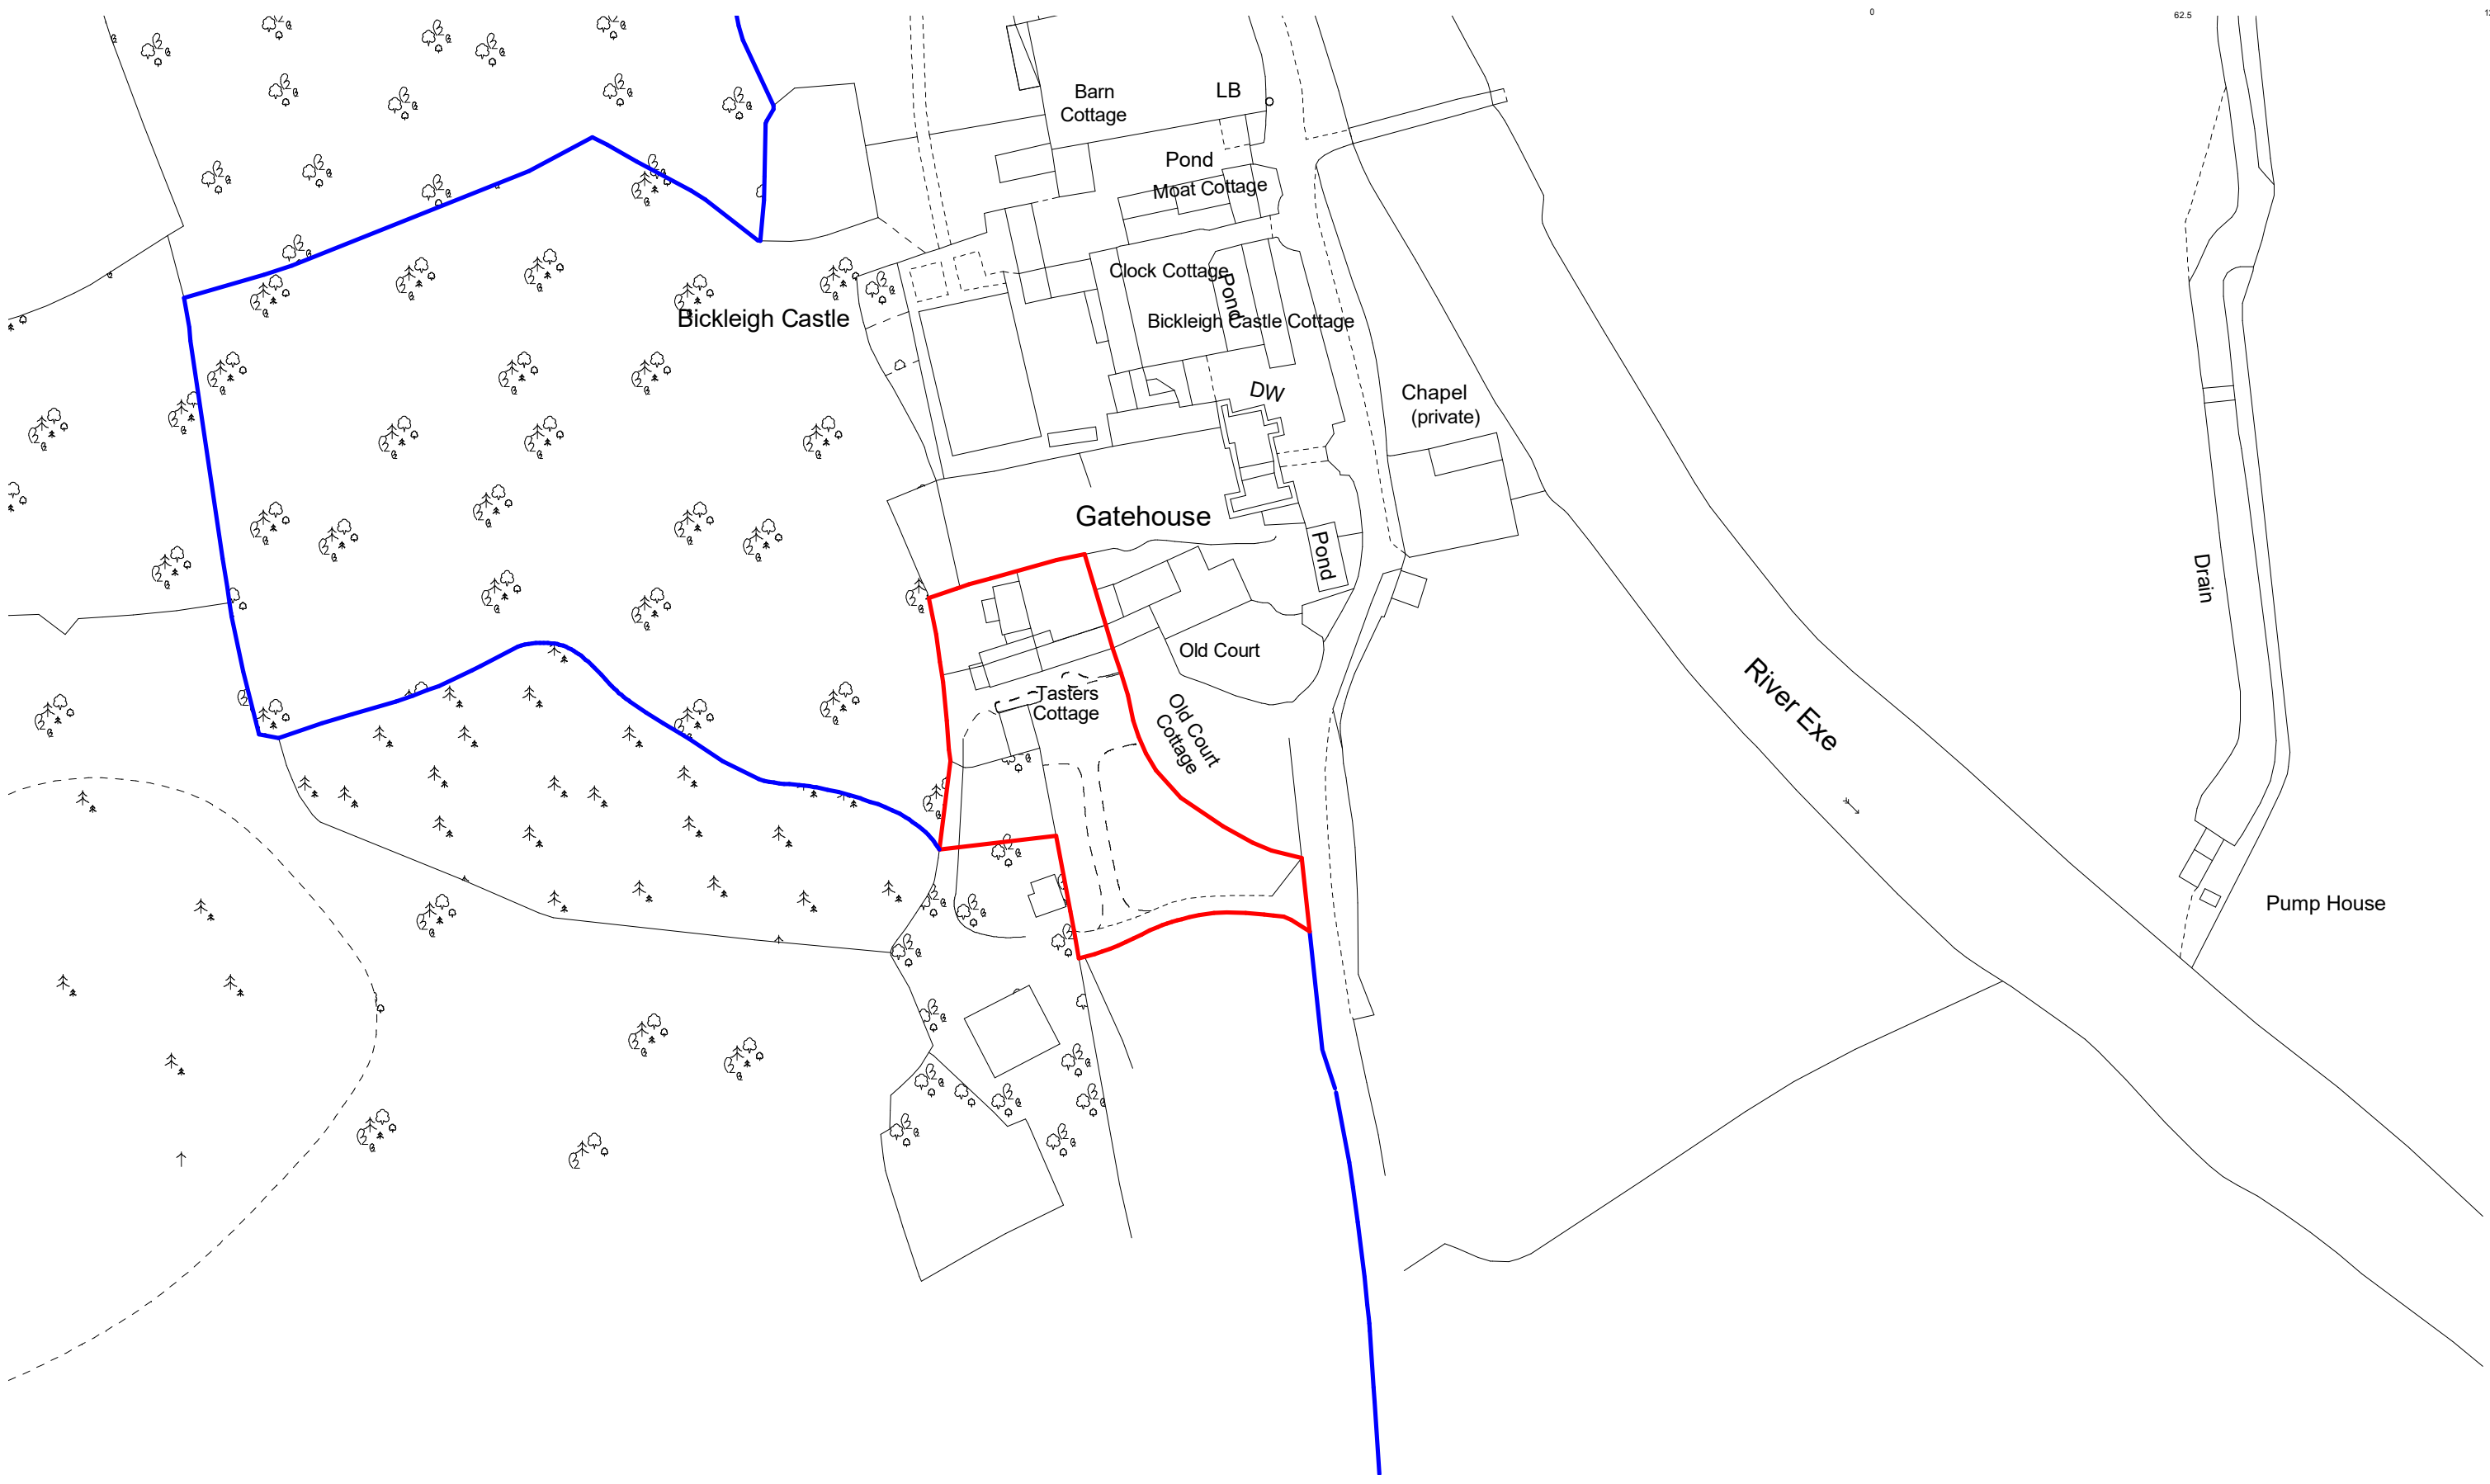 0
62.5
Barn
Cottage
LB
Pond
Moat Cottage
Clock Cottage
Pond
Bickleigh Castle
Bickleigh Castle Cottage
DW
Chapel
(private)
Gatehouse
Pond
Drain
Old Court
Tasters
Cottage
Old Court
Cottage
River Exe
Pump House